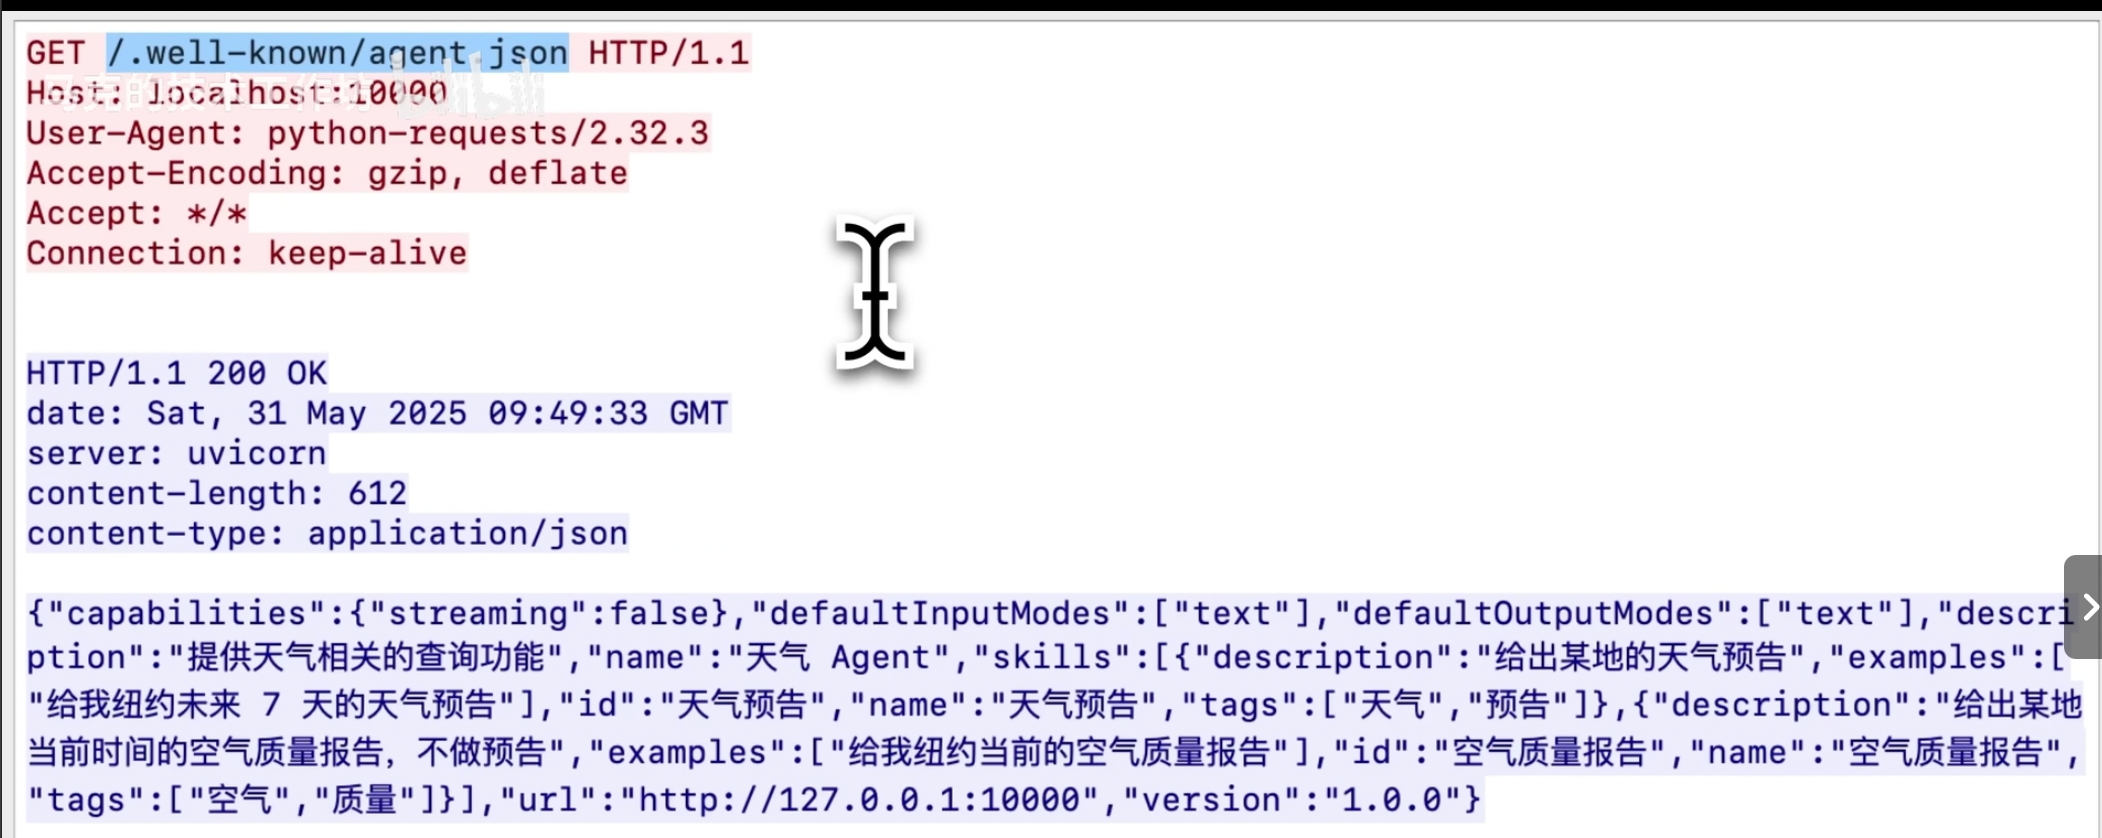 GET /.well-known/agent.json HTTP/1.1
Host: localhost:10000
马克的技术工作坊 bilibili
User-Agent: python-requests/2.32.3
Accept-Encoding: gzip, deflate
Accept: */*
Connection: keep-alive
HTTP/1.1 200 OK
date: Sat, 31 May 2025 09:49:33 GMT
server: uvicorn
content-length: 612
content-type: application/json
{"capabilities":{"streaming":false},"defaultInputModes":["text"],"defaultOutputModes":["text"],"descri
ption":"提供天气相关的查询功能","name":"天气 Agent","skills":[{"description":"给出某地的天气预告","examples":[
"给我纽约未来 7 天的天气预告"],"id":"天气预告","name":"天气预告","tags":["天气","预告"]},{"description":"给出某地
当前时间的空气质量报告，不做预告","examples":["给我纽约当前的空气质量报告"],"id":"空气质量报告","name":"空气质量报告",
"tags":["空气","质量"]}],"url":"http://127.0.0.1:10000","version":"1.0.0"}